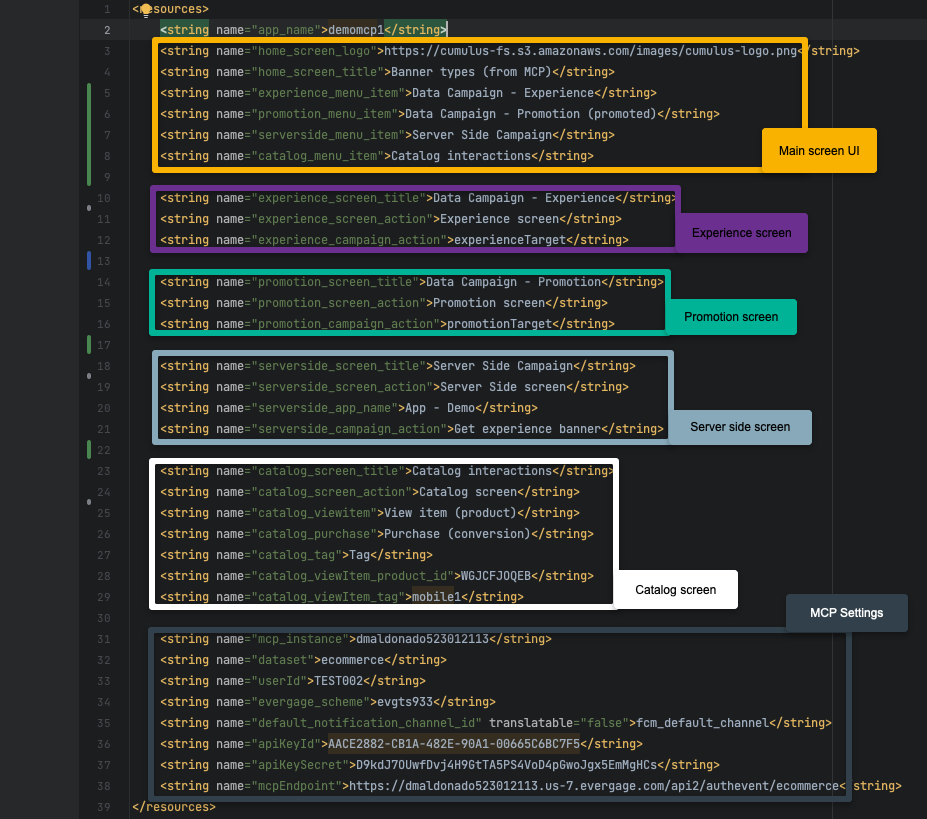 1 <resources>
2 <string name="app_name">demomcp1</string>
3 <string name="home_screen_logo">https://cumulus-fs.s3.amazonaws.com/images/cumulus-logo.png</string>
4 <string name="home_screen_title">Banner types (from MCP)</string>
5 <string name="experience_menu_item">Data Campaign - Experience</string>
6 <string name="promotion_menu_item">Data Campaign - Promotion (promoted)</string>
7 <string name="serverside_menu_item">Server Side Campaign</string>
8 <string name="catalog_menu_item">Catalog interactions</string>
Main screen UI
9
10 <string name="experience_screen_title">Data Campaign - Experience</string>
11 <string name="experience_screen_action">Experience screen</string>
12 <string name="experience_campaign_action">experienceTarget</string>
Experience screen
13
14 <string name="promotion_screen_title">Data Campaign - Promotion</string>
15 <string name="promotion_screen_action">Promotion screen</string>
16 <string name="promotion_campaign_action">promotionTarget</string>
Promotion screen
17
18 <string name="serverside_screen_title">Server Side Campaign</string>
19 <string name="serverside_screen_action">Server Side screen</string>
20 <string name="serverside_app_name">App - Demo</string>
21 <string name="serverside_campaign_action">Get experience banner</string>
Server side screen
22
23 <string name="catalog_screen_title">Catalog interactions</string>
24 <string name="catalog_screen_action">Catalog screen</string>
25 <string name="catalog_viewitem">View item (product)</string>
26 <string name="catalog_purchase">Purchase (conversion)</string>
27 <string name="catalog_tag">Tag</string>
28 <string name="catalog_viewItem_product_id">WGJCFJOQEB</string>
29 <string name="catalog_viewItem_tag">mobile1</string>
Catalog screen
30
MCP Settings
31 <string name="mcp_instance">dmaldonado523012113</string>
32 <string name="dataset">ecommerce</string>
33 <string name="userId">TEST002</string>
34 <string name="evergage_scheme">evgts933</string>
35 <string name="default_notification_channel_id" translatable="false">fcm_default_channel</string>
36 <string name="apiKeyId">AACE2882-CB1A-482E-90A1-00665C6BC7F5</string>
37 <string name="apiKeySecret">D9kdJ7OUwfDvj4H9GtTA5PS4VoD4pGwoJgx5EmMgHCs</string>
38 <string name="mcpEndpoint">https://dmaldonado523012113.us-7.evergage.com/api2/authevent/ecommerce</string>
39 </resources>